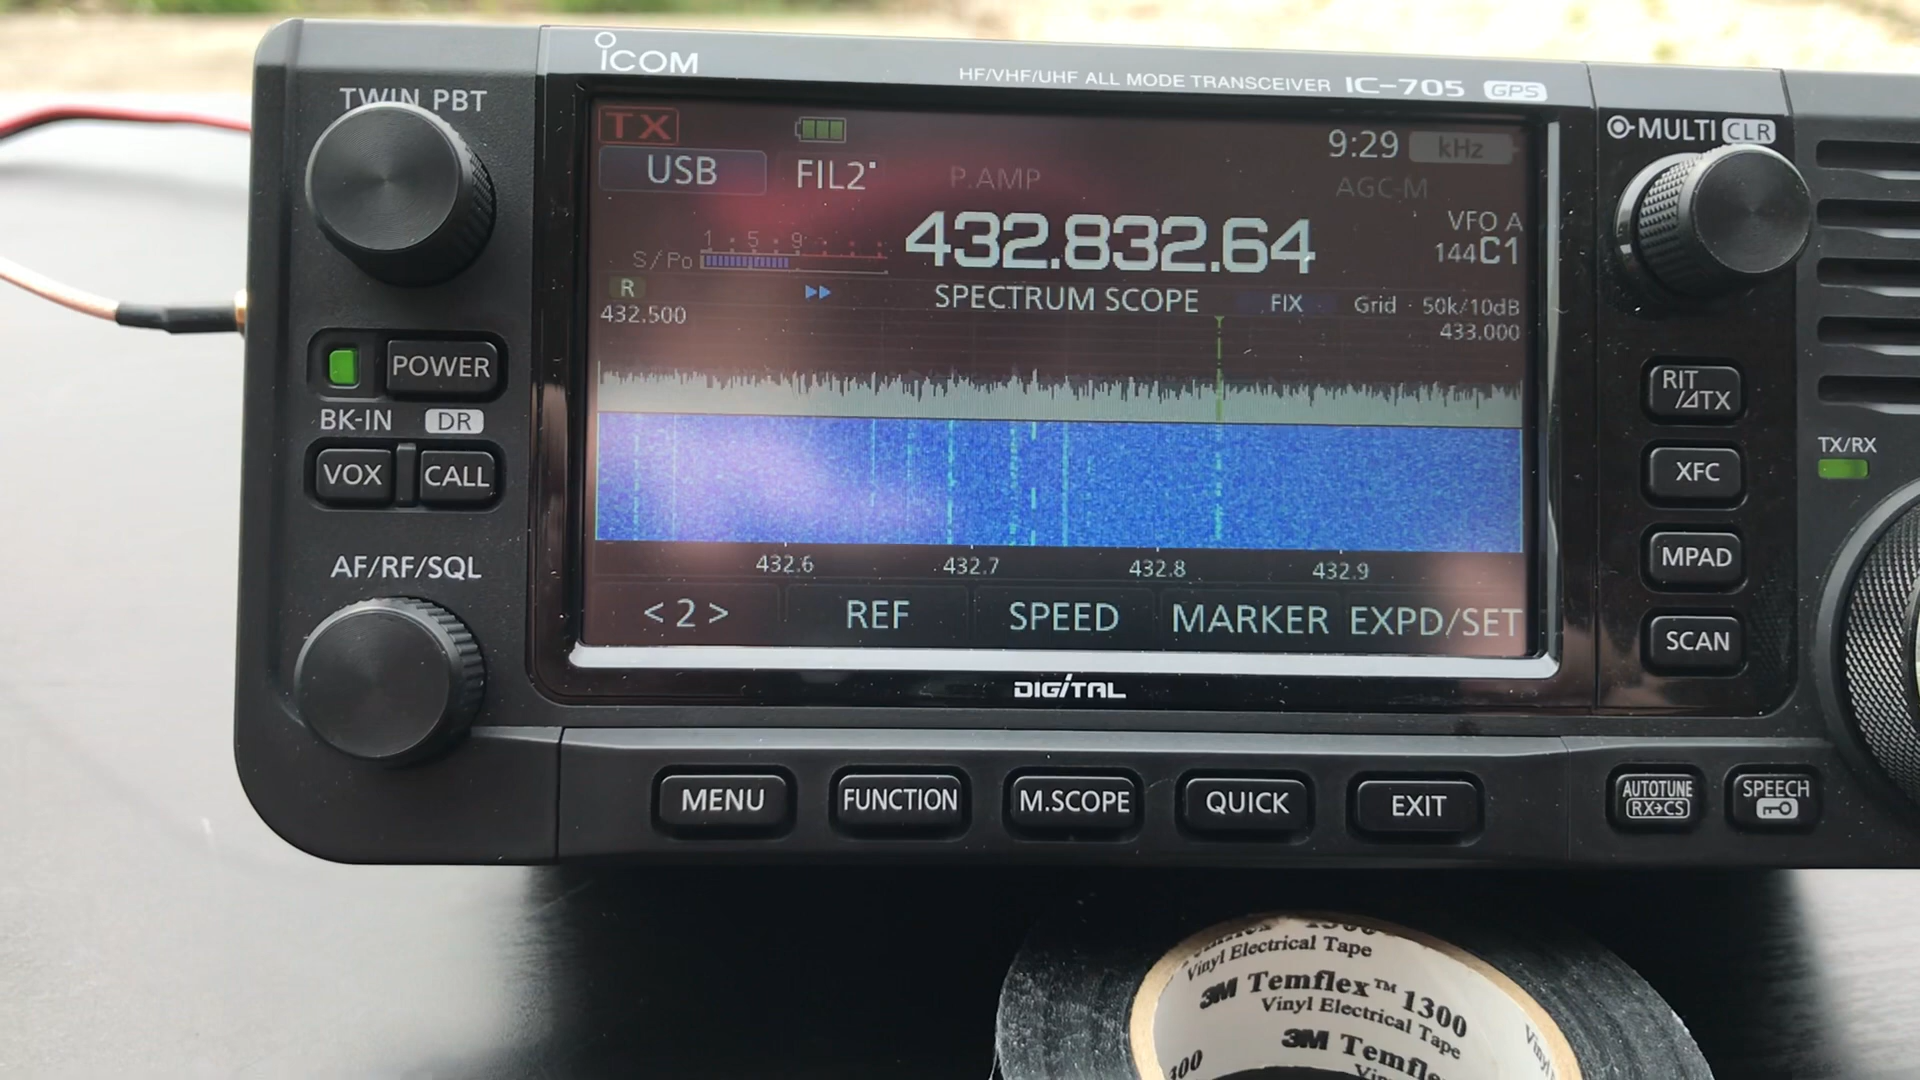 ICOM
HF/VHF/UHF ALL MODE TRANSCEIVER IC-705 GPS
TWIN PBT
MULTI CLR
TX
9:29 kHz
USB FIL2 P.AMP AGC-M
432.832.64
VFO A
144C1
1 5 9
S/Po
R
SPECTRUM SCOPE FIX Grid 50k/10dB
432.500
433.000
432.6 432.7 432.8 432.9
< 2 > REF SPEED MARKER EXPD/SET
DIGITAL
POWER
BK-IN DR
VOX CALL
AF/RF/SQL
RIT
/⊿TX
XFC
MPAD
SCAN
TX/RX
MENU FUNCTION M.SCOPE QUICK EXIT
AUTOTUNE
RX→CS
SPEECH
1300
Vinyl Electrical Tape
3M Temflex™ 1300
Vinyl Electrical Tape
3M Temfle
300